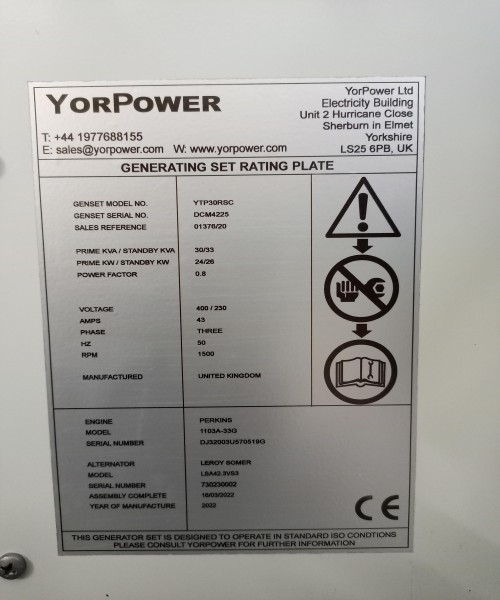 YORPOWER
YorPower Ltd
Electricity Building
Unit 2 Hurricane Close
Sherburn in Elmet
Yorkshire
LS25 6PB, UK
T: +44 1977688155
E: sales@yorpower.com W: www.yorpower.com
GENERATING SET RATING PLATE
GENSET MODEL NO. YTP30RSC
GENSET SERIAL NO. DCM4225
SALES REFERENCE 01376/20
PRIME KVA / STANDBY KVA 30/33
PRIME KW / STANDBY KW 24/26
POWER FACTOR 0.8
VOLTAGE 400 / 230
AMPS 43
PHASE THREE
HZ 50
RPM 1500
MANUFACTURED UNITED KINGDOM
ENGINE PERKINS
MODEL 1103A-33G
SERIAL NUMBER DJ32003U570519G
ALTERNATOR LEROY SOMER
MODEL LSA42.3VS3
SERIAL NUMBER 730230002
ASSEMBLY COMPLETE 16/03/2022
YEAR OF MANUFACTURE 2022
CE
THIS GENERATOR SET IS DESIGNED TO OPERATE IN STANDARD ISO CONDTIONS
PLEASE CONSULT YORPOWER FOR FURTHER INFORMATION